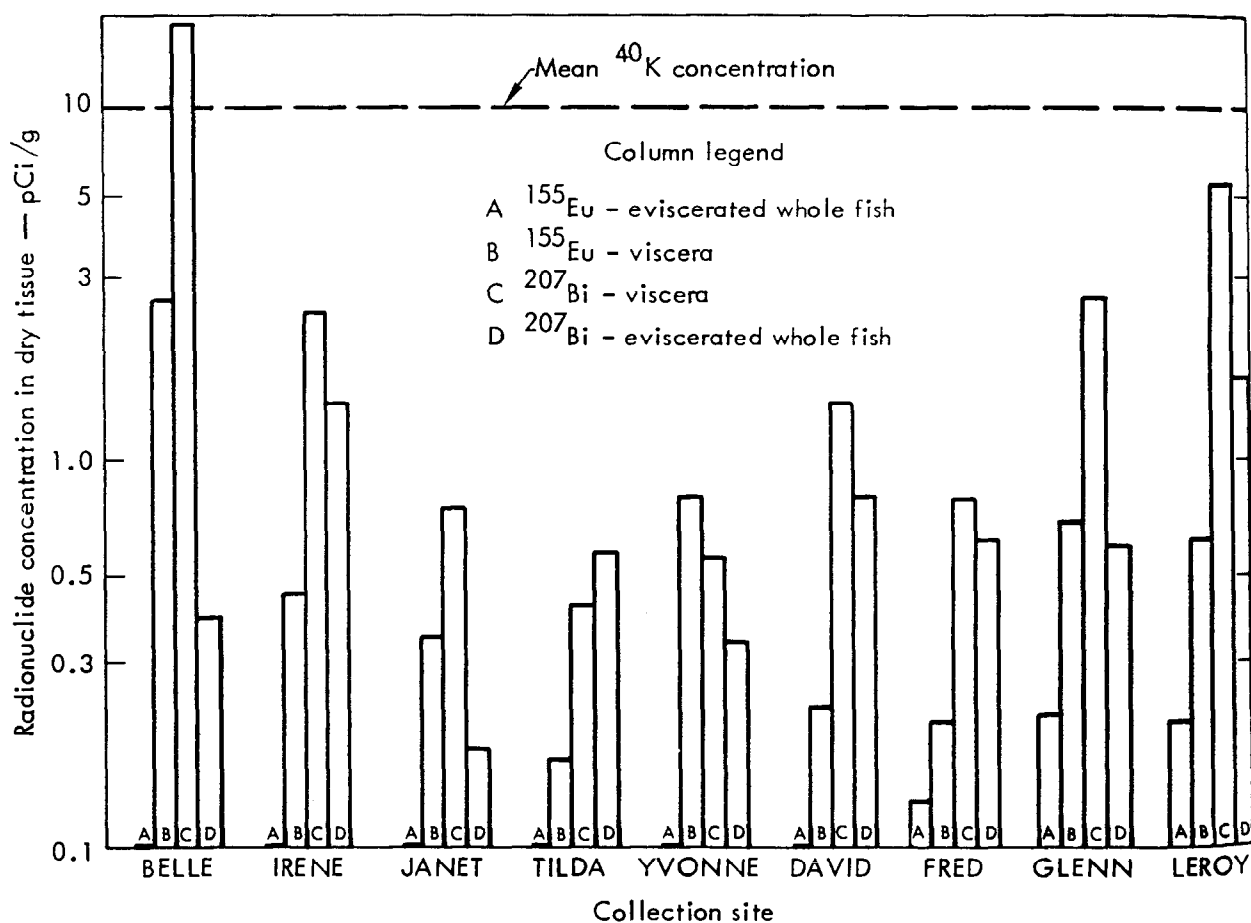 Radionuclide concentration in dry tissue — pCi/g
10
5
3
1.0
0.5
0.3
0.1
Mean ⁴⁰K concentration
Column legend
A ¹⁵⁵Eu – eviscerated whole fish
B ¹⁵⁵Eu – viscera
C ²⁰⁷Bi – viscera
D ²⁰⁷Bi – eviscerated whole fish
A B C D A B C D A B C D A B C D A B C D A B C D A B C D A B C D A B C D
BELLE IRENE JANET TILDA YVONNE DAVID FRED GLENN LEROY
Collection site